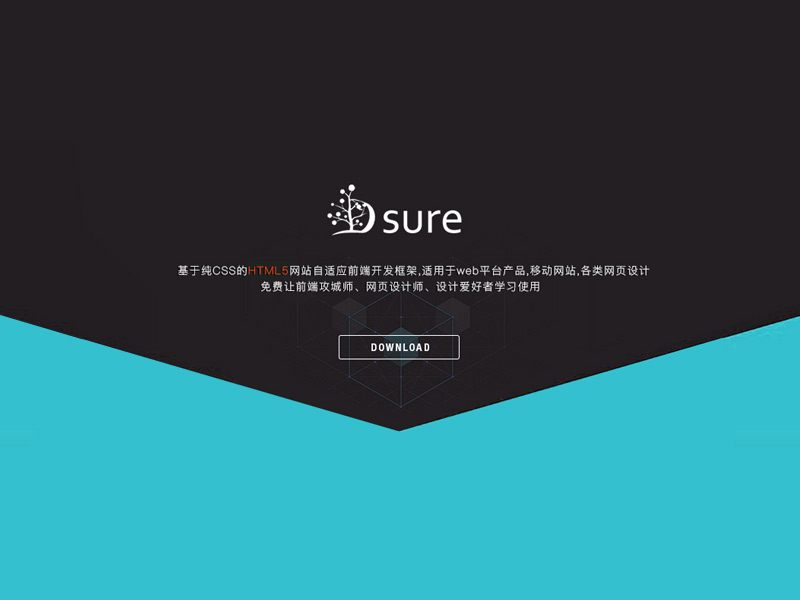 Dsure
基于纯CSS的HTML5网站自适应前端开发框架,适用于web平台产品,移动网站,各类网页设计
免费让前端攻城师、网页设计师、设计爱好者学习使用
DOWNLOAD